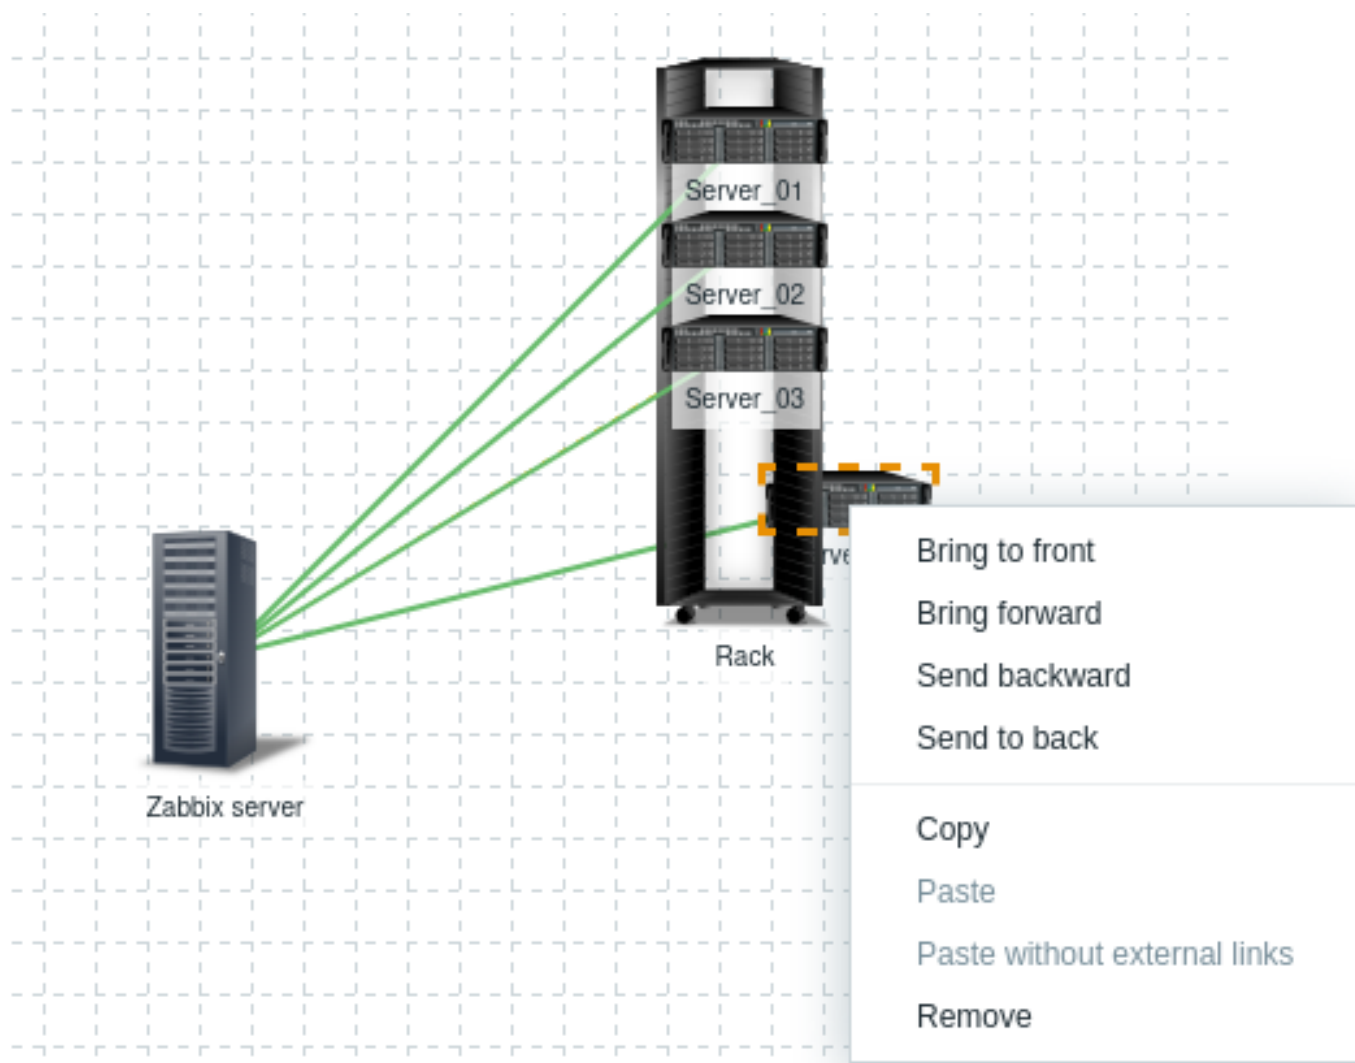 Server_01
Server_02
Server_03
Rack
Zabbix server
Bring to front
Bring forward
Send backward
Send to back
Copy
Paste
Paste without external links
Remove